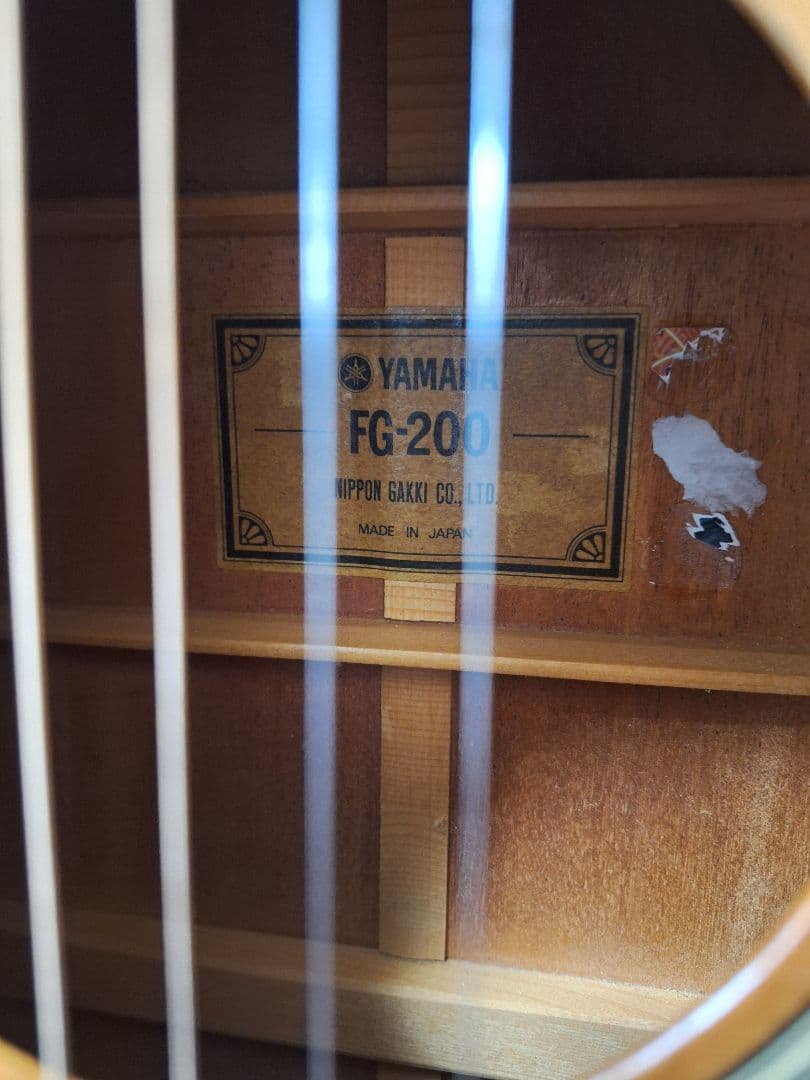 YAMAHA
FG-200
NIPPON GAKKI CO., LTD.
MADE IN JAPAN